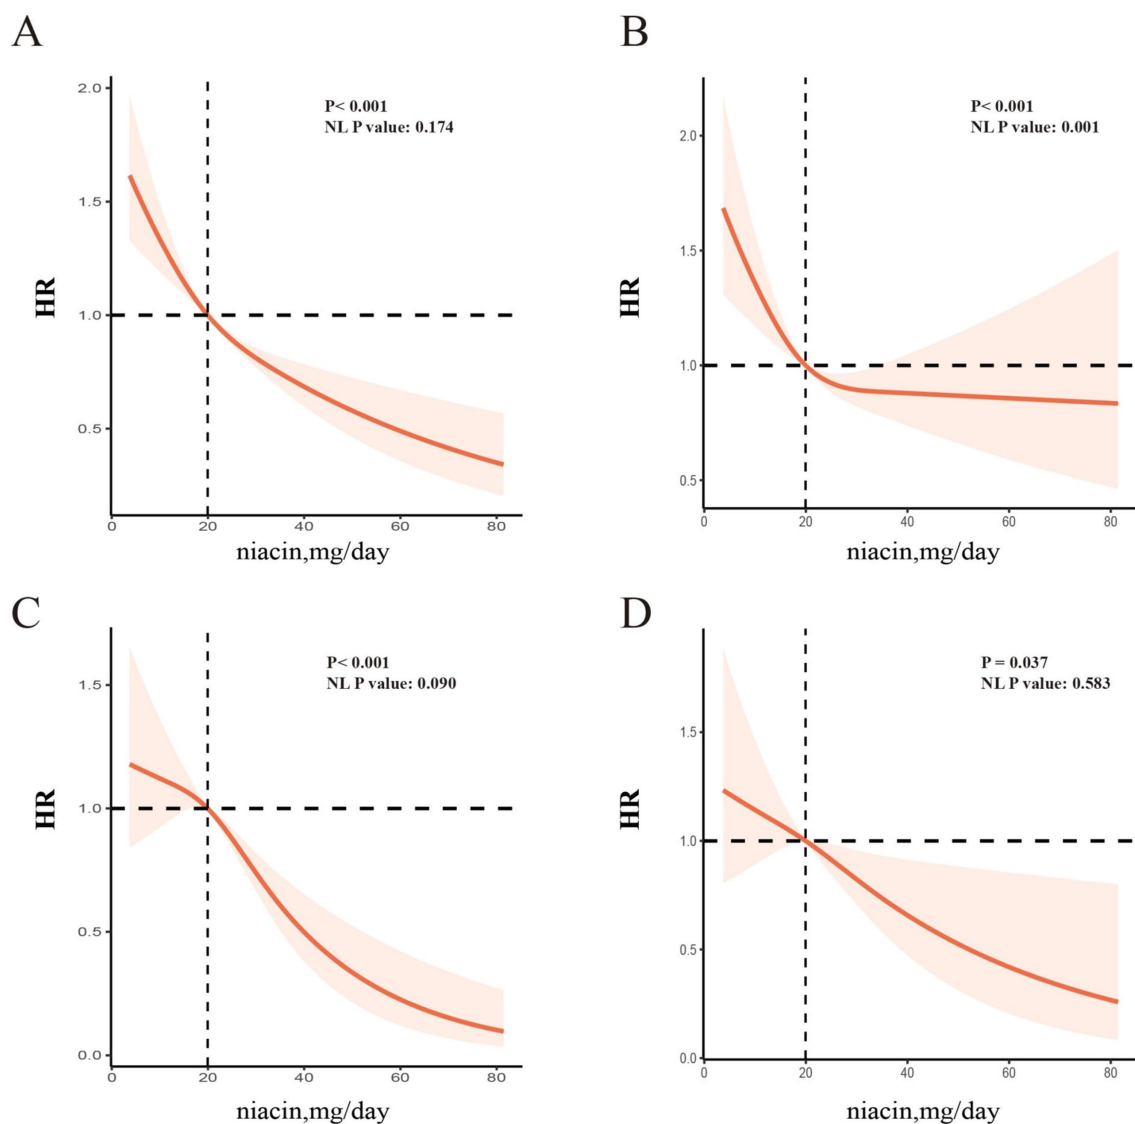 A
P< 0.001
NL P value: 0.174
HR
2.0
1.5
1.0
0.5
0 20 40 60 80
niacin,mg/day
B
P< 0.001
NL P value: 0.001
HR
2.0
1.5
1.0
0.5
0 20 40 60 80
niacin,mg/day
C
P< 0.001
NL P value: 0.090
HR
1.5
1.0
0.5
0.0
0 20 40 60 80
niacin,mg/day
D
P = 0.037
NL P value: 0.583
HR
1.5
1.0
0.5
0.0
0 20 40 60 80
niacin,mg/day